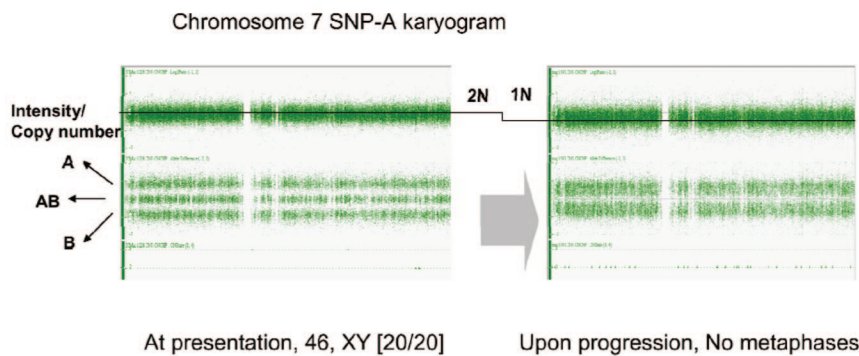 Chromosome 7 SNP-A karyogram
2N 1N
Intensity/
Copy number
A
AB
B
At presentation, 46, XY [20/20]
Upon progression, No metaphases